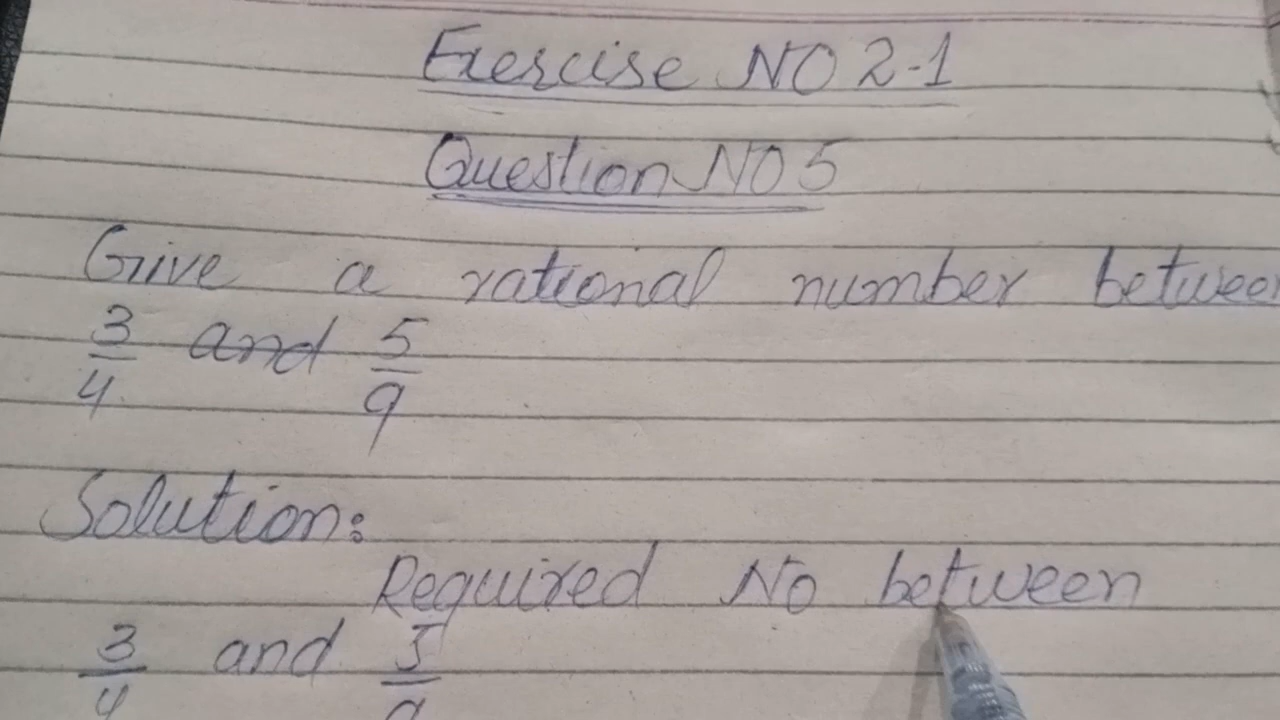 Exercise NO 2-1
Question NO 5
Give a rational number between
3/4 and 5/9
Solution:
Required No between
3/4 and 5/9